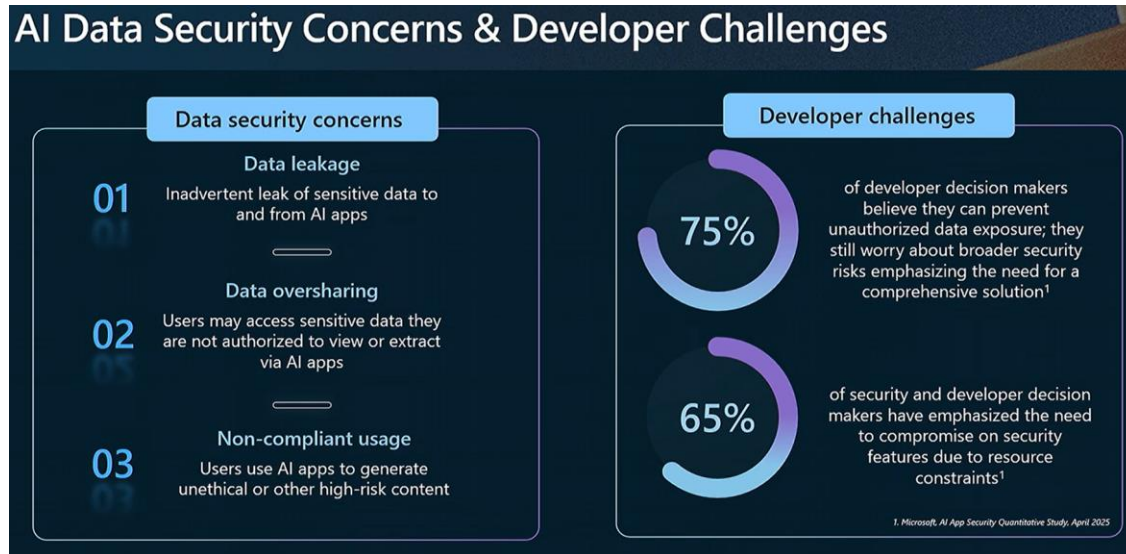 AI Data Security Concerns & Developer Challenges
Data security concerns
01
Data leakage
Inadvertent leak of sensitive data to
and from AI apps
02
Data oversharing
Users may access sensitive data they
are not authorized to view or extract
via AI apps
03
Non-compliant usage
Users use AI apps to generate
unethical or other high-risk content
Developer challenges
75%
of developer decision makers
believe they can prevent
unauthorized data exposure; they
still worry about broader security
risks emphasizing the need for a
comprehensive solution¹
65%
of security and developer decision
makers have emphasized the need
to compromise on security
features due to resource
constraints¹
1. Microsoft, AI App Security Quantitative Study, April 2025